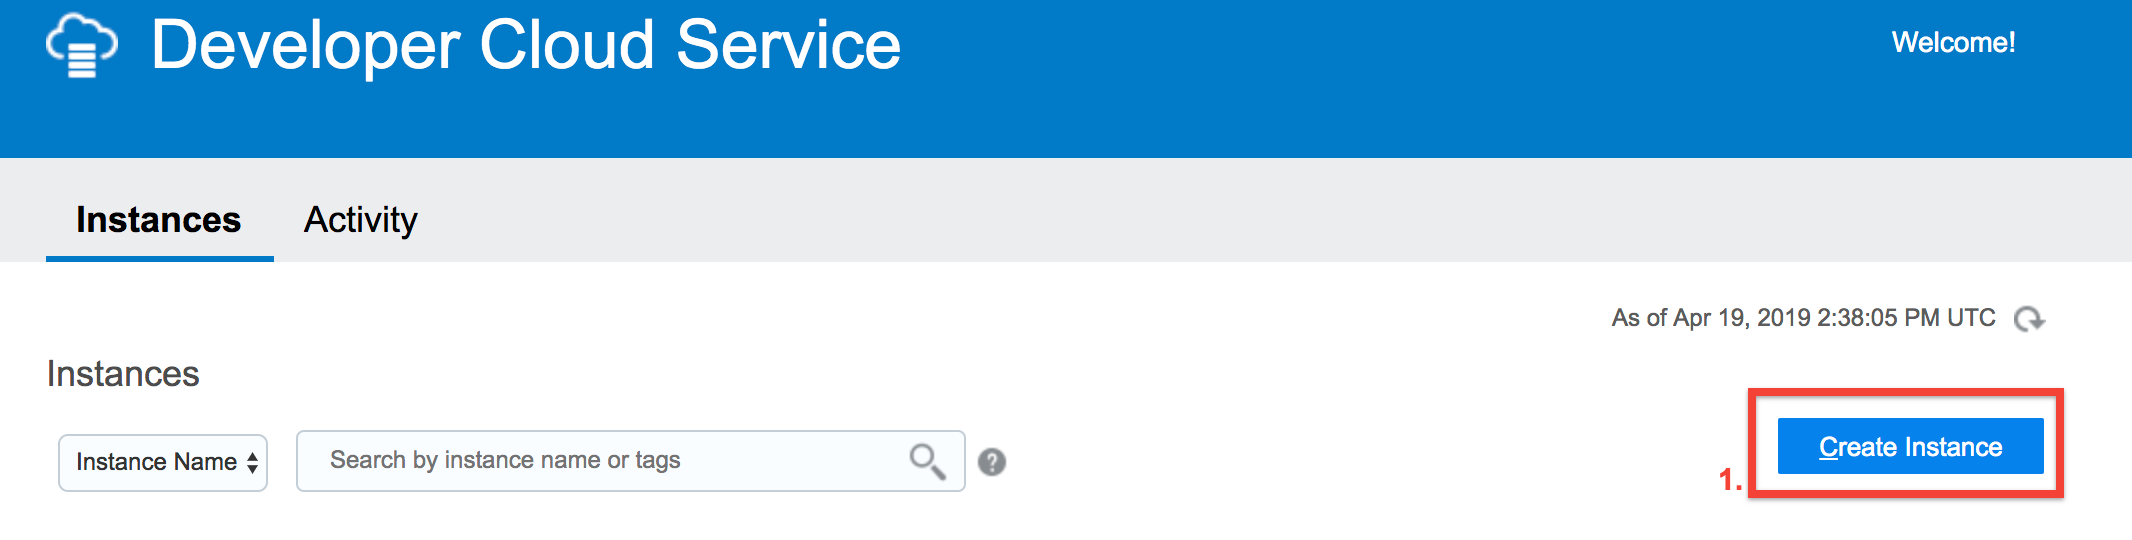 Developer Cloud Service
Welcome!
Instances
Activity
As of Apr 19, 2019 2:38:05 PM UTC
Instances
Instance Name
Search by instance name or tags
?
Create Instance
1.